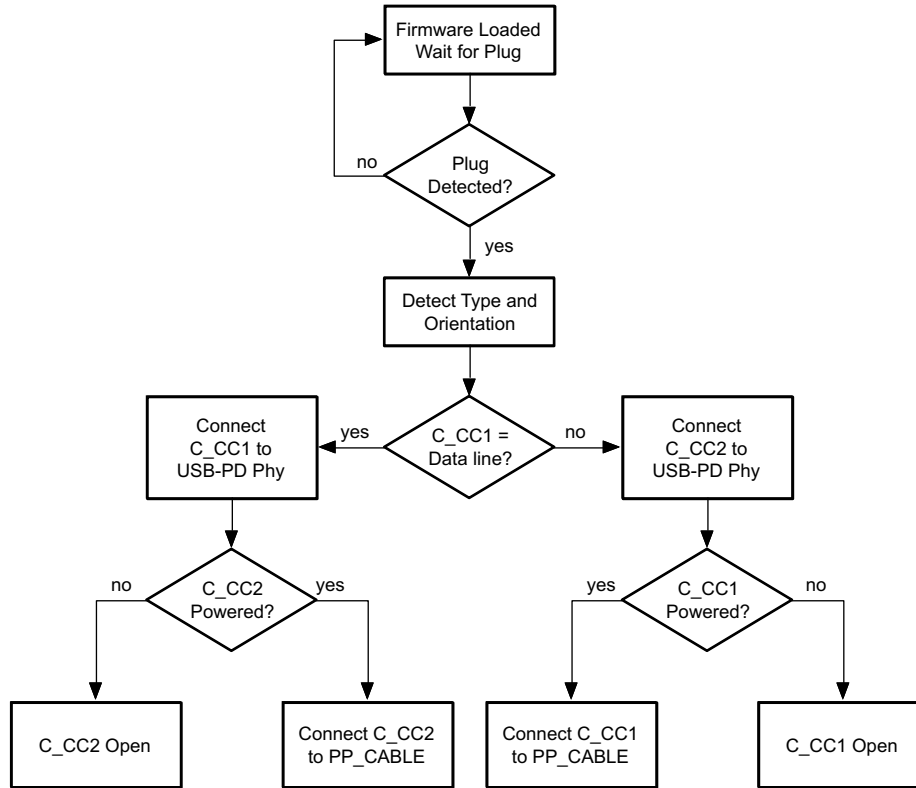 Firmware Loaded
Wait for Plug
no
Plug
Detected?
yes
Detect Type and
Orientation
Connect
C_CC1 to
USB-PD Phy
yes
C_CC1 =
Data line?
no
Connect
C_CC2 to
USB-PD Phy
no
C_CC2
Powered?
yes
yes
C_CC1
Powered?
no
C_CC2 Open
Connect C_CC2
to PP_CABLE
Connect C_CC1
to PP_CABLE
C_CC1 Open